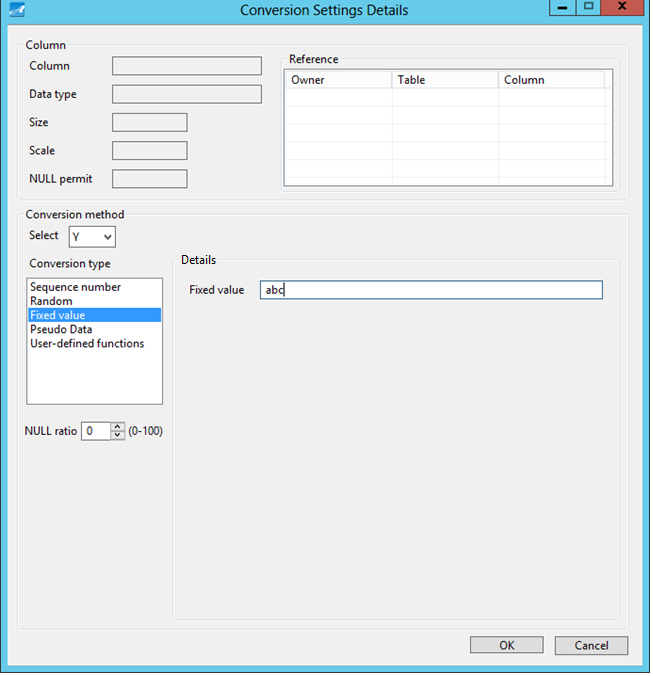 Conversion Settings Details
Column
Column
Data type
Size
Scale
NULL permit
Reference
Owner Table Column
Conversion method
Select Y
Conversion type
Sequence number
Random
Fixed value
Pseudo Data
User-defined functions
NULL ratio 0 (0-100)
Details
Fixed value abc
OK Cancel